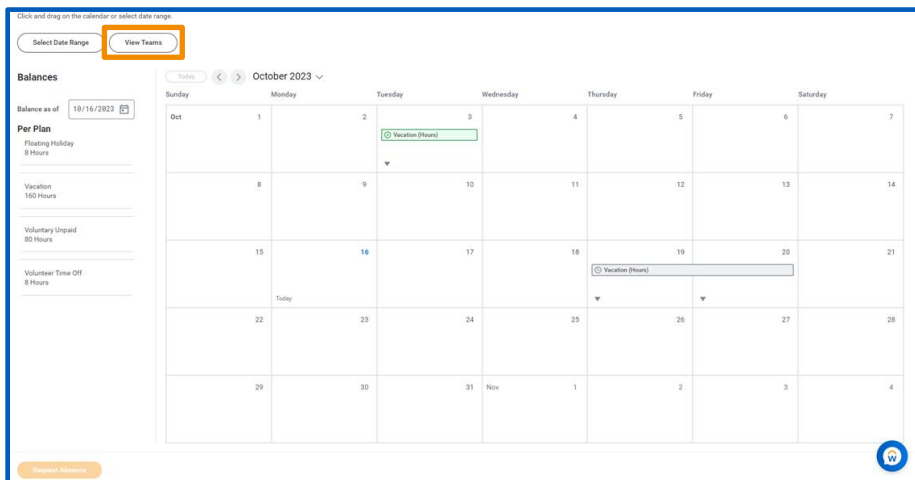 Click and drag on the calendar or select date range.
Select Date Range
View Teams
Balances
Today
October 2023
Sunday Monday Tuesday Wednesday Thursday Friday Saturday
Balance as of 10/16/2023
Per Plan
Floating Holiday
8 Hours
Vacation
160 Hours
Voluntary Unpaid
80 Hours
Volunteer Time Off
8 Hours
Oct 1 2 3 4 5 6 7
Vacation (Hours)
8 9 10 11 12 13 14
15 16 17 18 19 20 21
Vacation (Hours)
Today
22 23 24 25 26 27 28
29 30 31 Nov 1 2 3 4
Request Absence
w